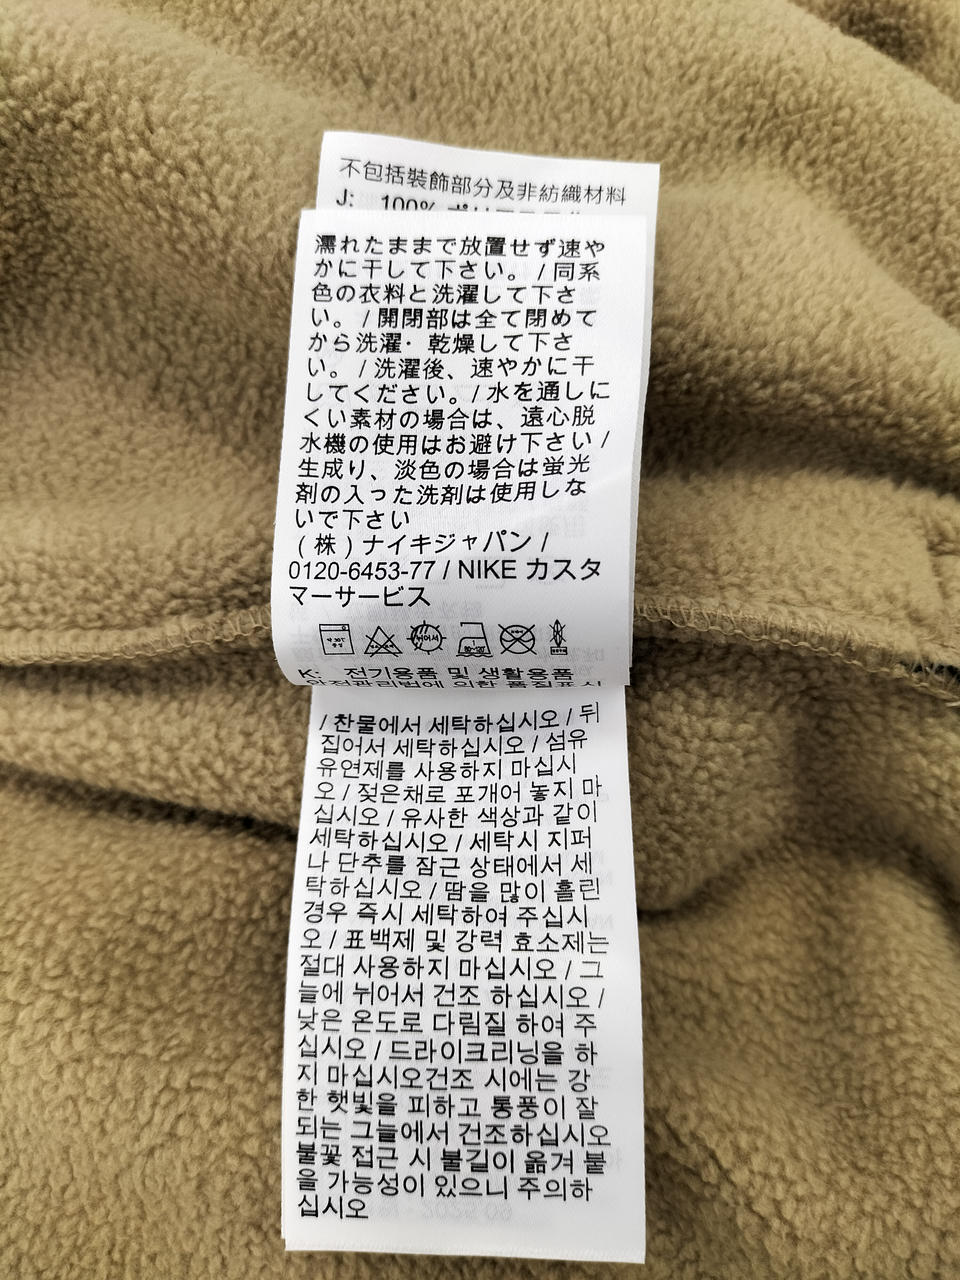 不包括裝飾部分及非紡織材料
J: 100%
濡れたままで放置せず速や
かに干して下さい。 / 同系
色の衣料と洗濯して下さ
い。 / 開閉部は全て閉めて
から洗濯・乾燥して下さ
い。 / 洗濯後、速やかに干
してください。/ 水を通しに
くい素材の場合は、遠心脱
水機の使用はお避け下さい /
生成り、淡色の場合は蛍光
剤の入った洗剤は使用しな
いで下さい
(株)ナイキジャパン /
0120-6453-77 / NIKE カスタ
マーサービス
K: 전기용품 및 생활용품
안전관리법에 의한 품질표시
/ 찬물에서 세탁하십시오 / 뒤
집어서 세탁하십시오 / 섬유
유연제를 사용하지 마십시
오 / 젖은채로 포개어 놓지 마
십시오 / 유사한 색상과 같이
세탁하십시오 / 세탁시 지퍼
나 단추를 잠근 상태에서 세
탁하십시오 / 땀을 많이 흘린
경우 즉시 세탁하여 주십시
오 / 표백제 및 강력 효소제는
절대 사용하지 마십시오 / 그
늘에 뉘어서 건조 하십시오 /
낮은 온도로 다림질 하여 주
십시오 / 드라이크리닝을 하
지 마십시오건조 시에는 강
한 햇빛을 피하고 통풍이 잘
되는 그늘에서 건조하십시오
불꽃 접근 시 불길이 옮겨 붙
을 가능성이 있으니 주의하
십시오